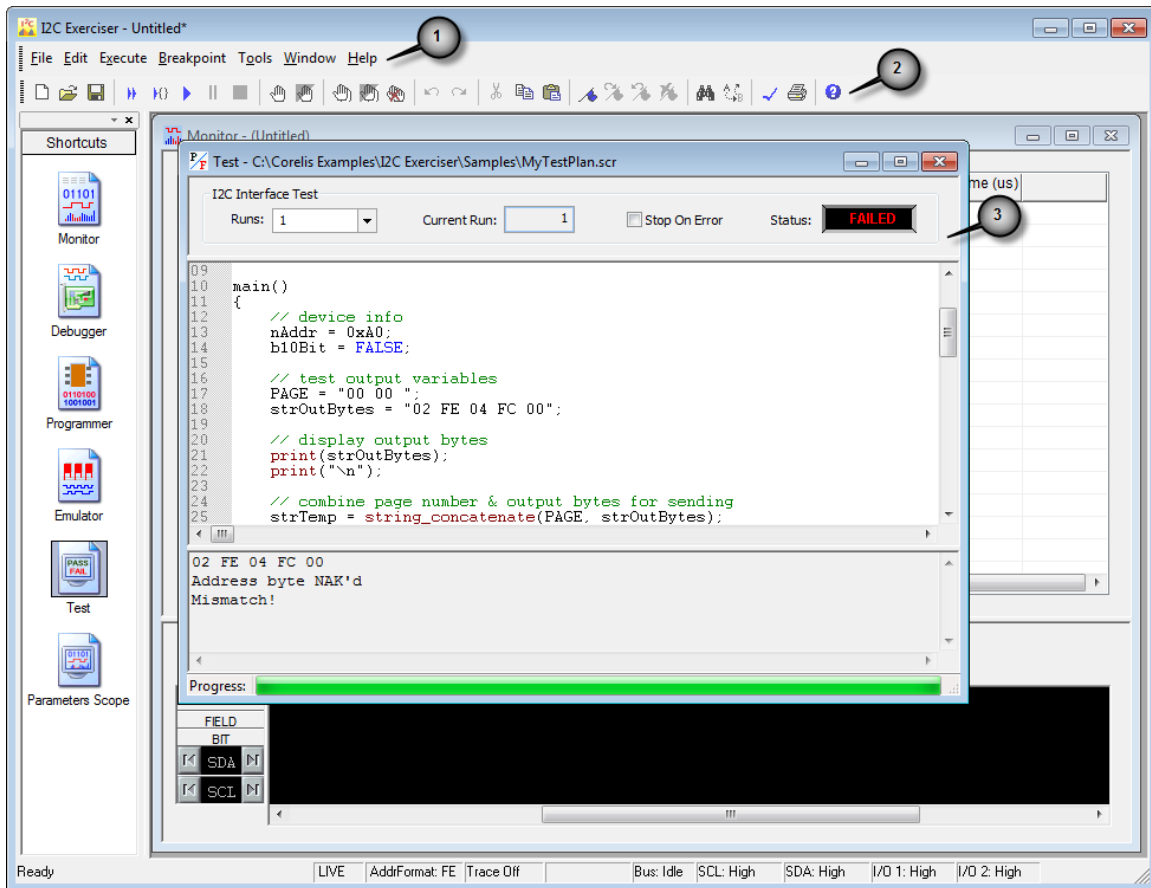 I2C Exerciser - Untitled*
1
File Edit Execute Breakpoint Tools Window Help
2
Shortcuts
01101
Monitor
Debugger
0110100
1001001
Programmer
Emulator
PASS
FAIL
Test
01101
Parameters Scope
Monitor - (Untitled)
me (us)
P/F Test - C:\Corelis Examples\I2C Exerciser\Samples\MyTestPlan.scr
I2C Interface Test
Runs: 1 Current Run: 1 Stop On Error Status: FAILED
3
09
10 main()
11 {
12 // device info
13 nAddr = 0xA0;
14 b10Bit = FALSE;
15
16 // test output variables
17 PAGE = "00 00 ";
18 strOutBytes = "02 FE 04 FC 00";
19
20 // display output bytes
21 print(strOutBytes);
22 print("\n");
23
24 // combine page number & output bytes for sending
25 strTemp = string_concatenate(PAGE, strOutBytes);
02 FE 04 FC 00
Address byte NAK'd
Mismatch!
Progress:
FIELD
BIT
SDA
SCL
Ready LIVE AddrFormat: FE Trace Off Bus: Idle SCL: High SDA: High I/O 1: High I/O 2: High